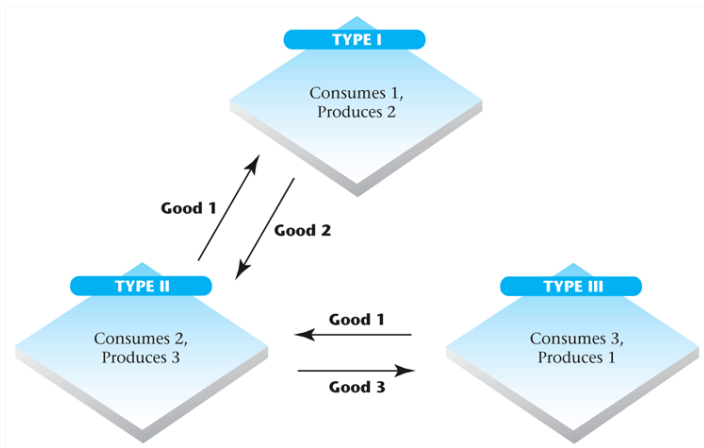 TYPE I
Consumes 1,
Produces 2
Good 1
Good 2
TYPE II
Consumes 2,
Produces 3
Good 1
Good 3
TYPE III
Consumes 3,
Produces 1